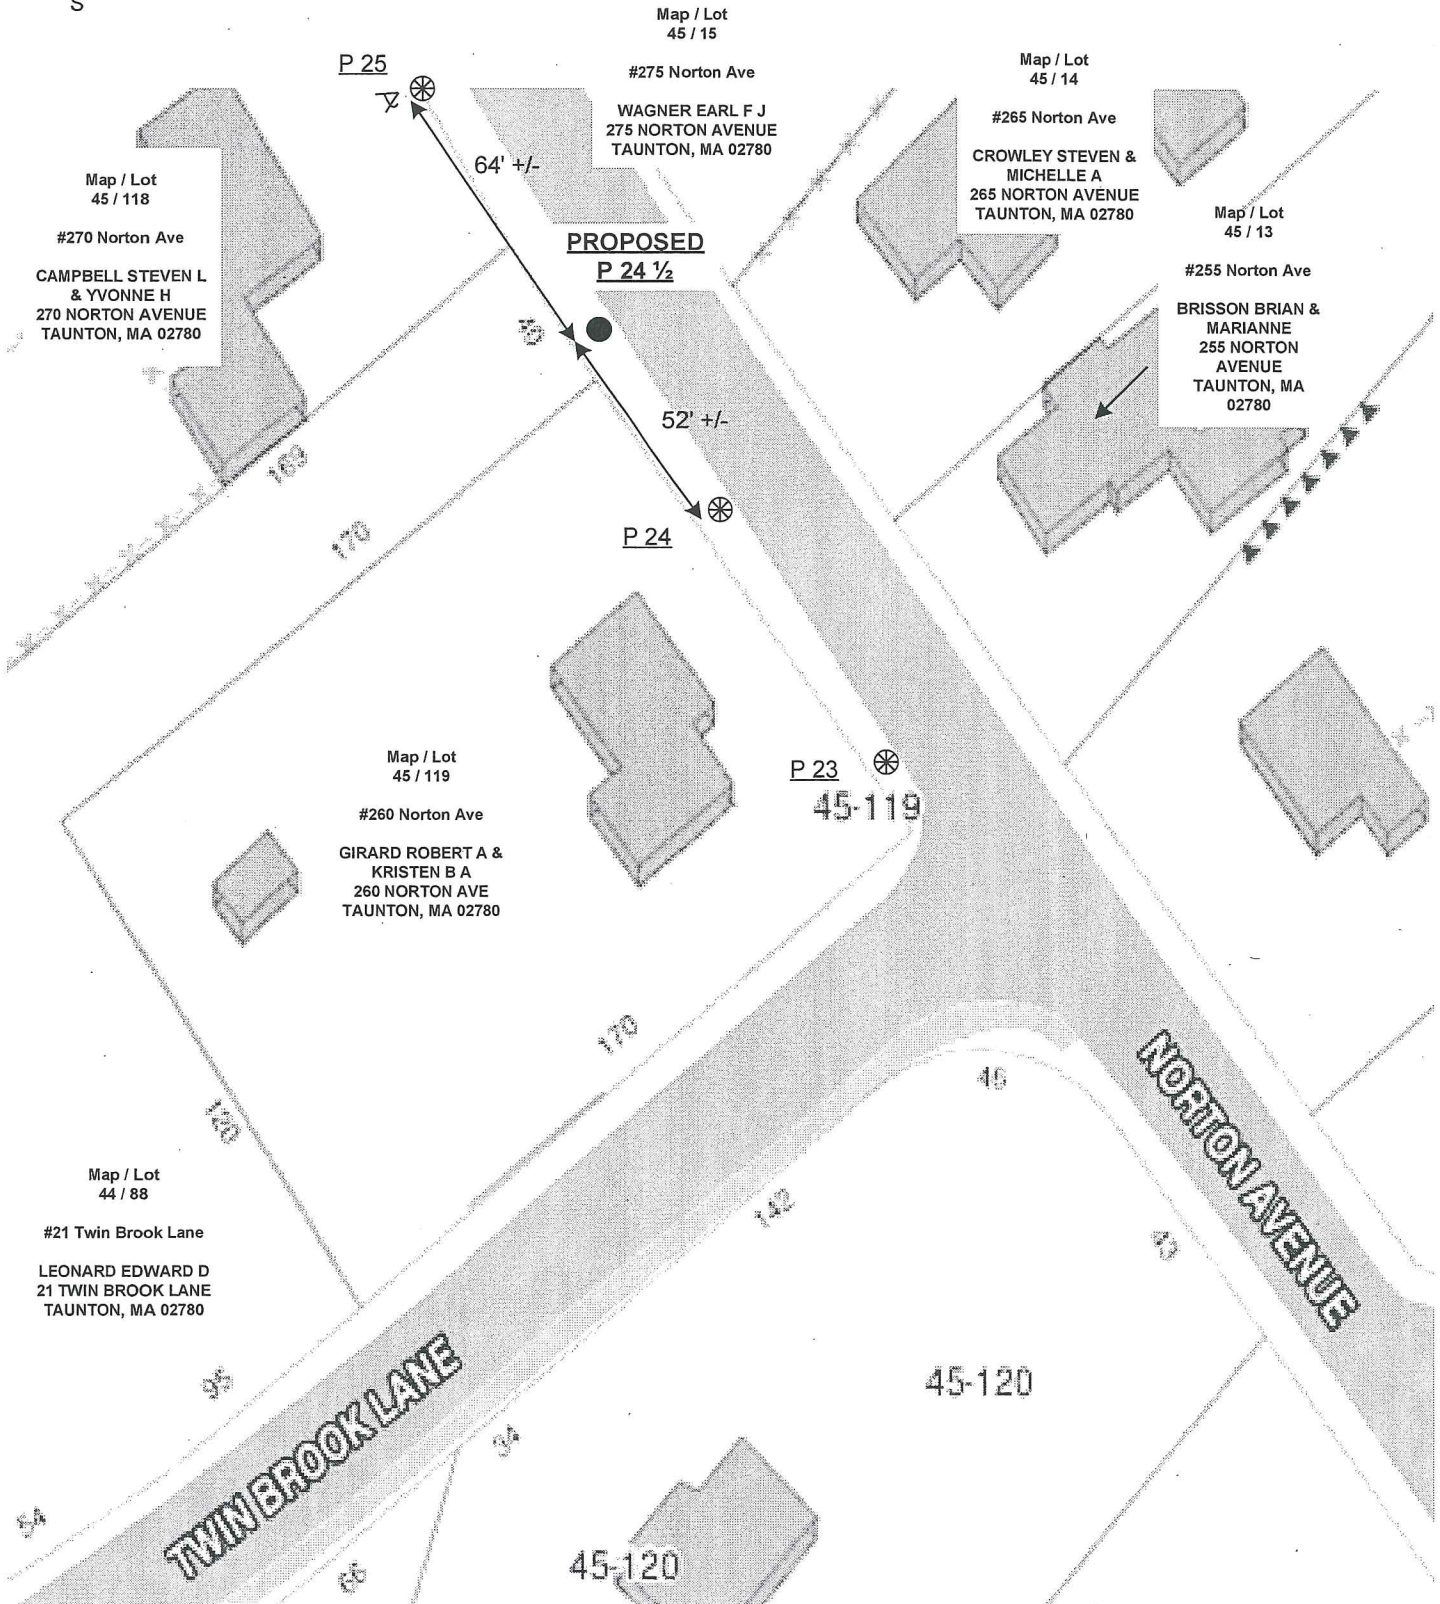 S
P 25
Map / Lot
45 / 15
#275 Norton Ave
WAGNER EARL F J
275 NORTON AVENUE
TAUNTON, MA 02780
Map / Lot
45 / 14
#265 Norton Ave
CROWLEY STEVEN &
MICHELLE A
265 NORTON AVENUE
TAUNTON, MA 02780
64' +/-
Map / Lot
45 / 118
#270 Norton Ave
CAMPBELL STEVEN L
& YVONNE H
270 NORTON AVENUE
TAUNTON, MA 02780
Map / Lot
45 / 13
#255 Norton Ave
BRISSON BRIAN &
MARIANNE
255 NORTON
AVENUE
TAUNTON, MA
02780
PROPOSED
P 24 ½
52' +/-
169
170
P 24
P 23
45-119
Map / Lot
45 / 119
#260 Norton Ave
GIRARD ROBERT A &
KRISTEN B A
260 NORTON AVE
TAUNTON, MA 02780
170
120
46
NORTON AVENUE
Map / Lot
44 / 88
#21 Twin Brook Lane
LEONARD EDWARD D
21 TWIN BROOK LANE
TAUNTON, MA 02780
142
43
95
TWIN BROOK LANE
45-120
34
54
66
45-120